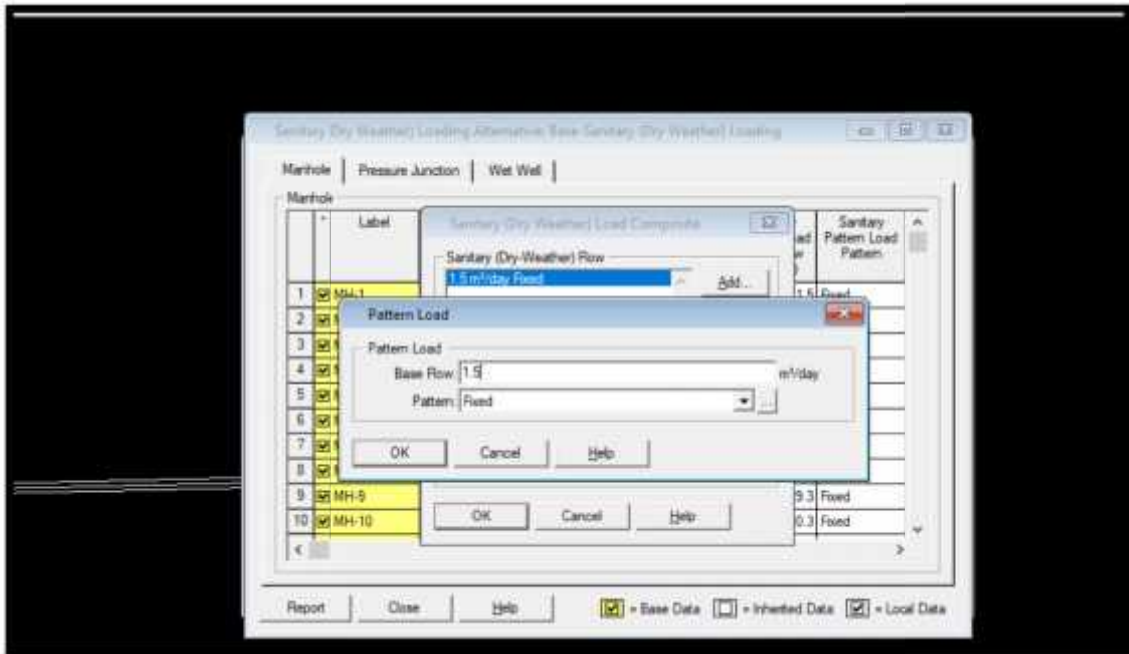 Sanitary (Dry Weather) Loading Alternative: Base Sanitary (Dry Weather) Loading
Manhole Pressure Junction Wet Well
Manhole
* Label Sanitary Pattern Load Pattern
Sanitary (Dry Weather) Load Composite
Sanitary (Dry-Weather) Flow
1.5 m³/day Fixed Add...
1 MH-1 1.5 Fixed
2
3
4
5
6
7
8
Pattern Load
Pattern Load
Base Flow: 1.5 m³/day
Pattern: Fixed ...
OK Cancel Help
9 MH-9 9.3 Fixed
10 MH-10 0.3 Fixed
OK Cancel Help
Report Close Help = Base Data = Inherited Data = Local Data